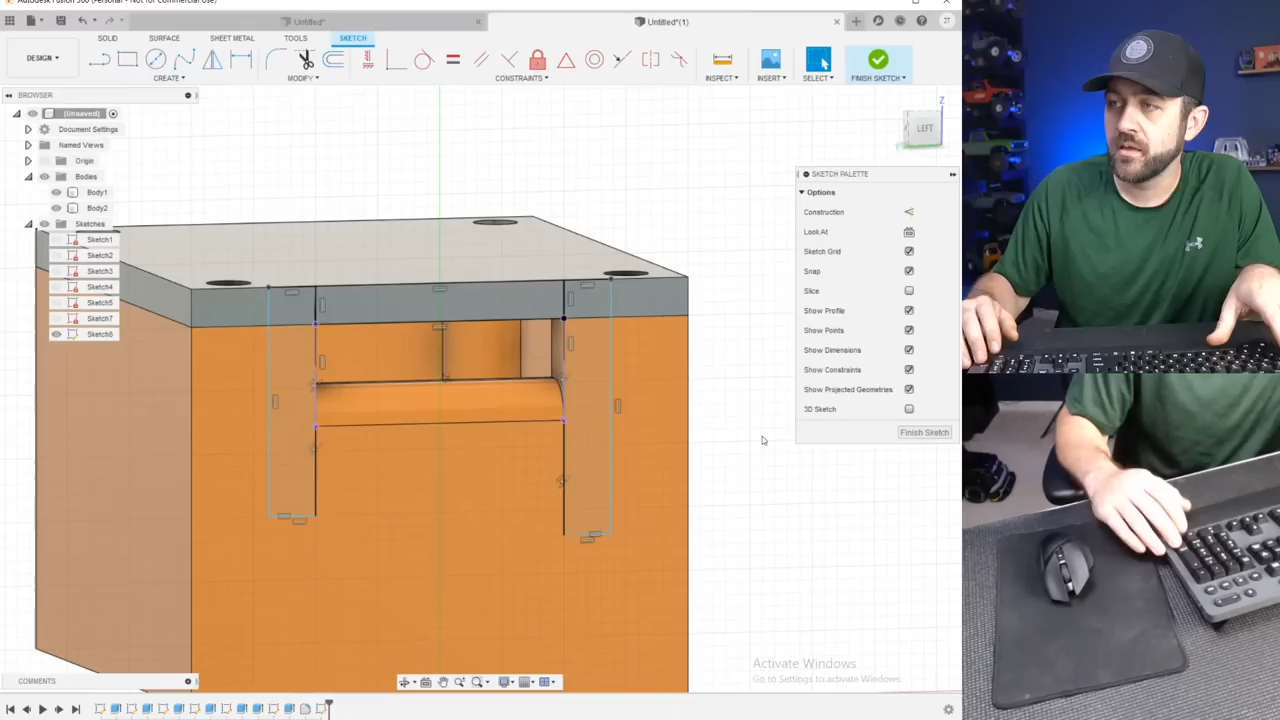 Autodesk Fusion 360 (Personal - Not for Commercial Use)
Untitled*
Untitled*(1)
JT
SOLID
SURFACE
SHEET METAL
TOOLS
SKETCH
DESIGN
CREATE
MODIFY
CONSTRAINTS
INSPECT
INSERT
SELECT
FINISH SKETCH
BROWSER
(Unsaved)
Document Settings
Named Views
Origin
Bodies
Body1
Body2
Sketches
Sketch1
Sketch2
Sketch3
Sketch4
Sketch5
Sketch7
Sketch8
Z
LEFT
SKETCH PALETTE
Options
Construction
Look At
Sketch Grid
Snap
Slice
Show Profile
Show Points
Show Dimensions
Show Constraints
Show Projected Geometries
3D Sketch
Finish Sketch
Activate Windows
Go to Settings to activate Windows.
COMMENTS